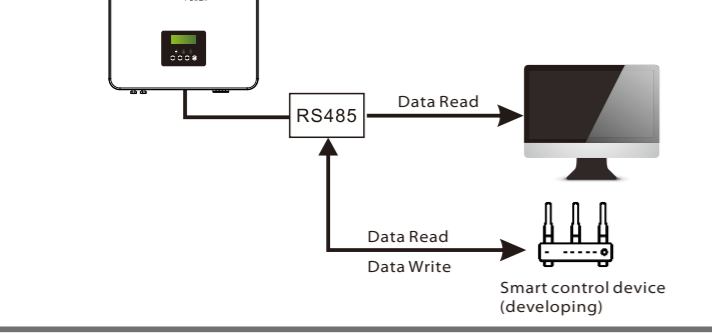 RS485
Data Read
Data Read
Data Write
Smart control device
(developing)